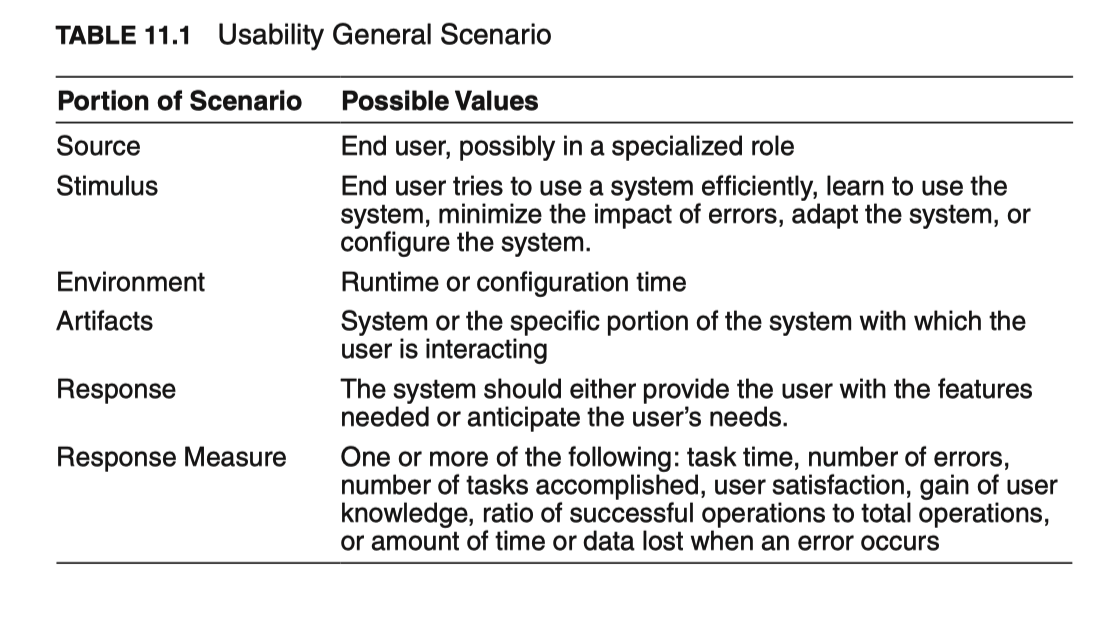 TABLE 11.1 Usability General Scenario
Portion of Scenario Possible Values
Source End user, possibly in a specialized role
Stimulus End user tries to use a system efficiently, learn to use the
system, minimize the impact of errors, adapt the system, or
configure the system.
Environment Runtime or configuration time
Artifacts System or the specific portion of the system with which the
user is interacting
Response The system should either provide the user with the features
needed or anticipate the user’s needs.
Response Measure One or more of the following: task time, number of errors,
number of tasks accomplished, user satisfaction, gain of user
knowledge, ratio of successful operations to total operations,
or amount of time or data lost when an error occurs